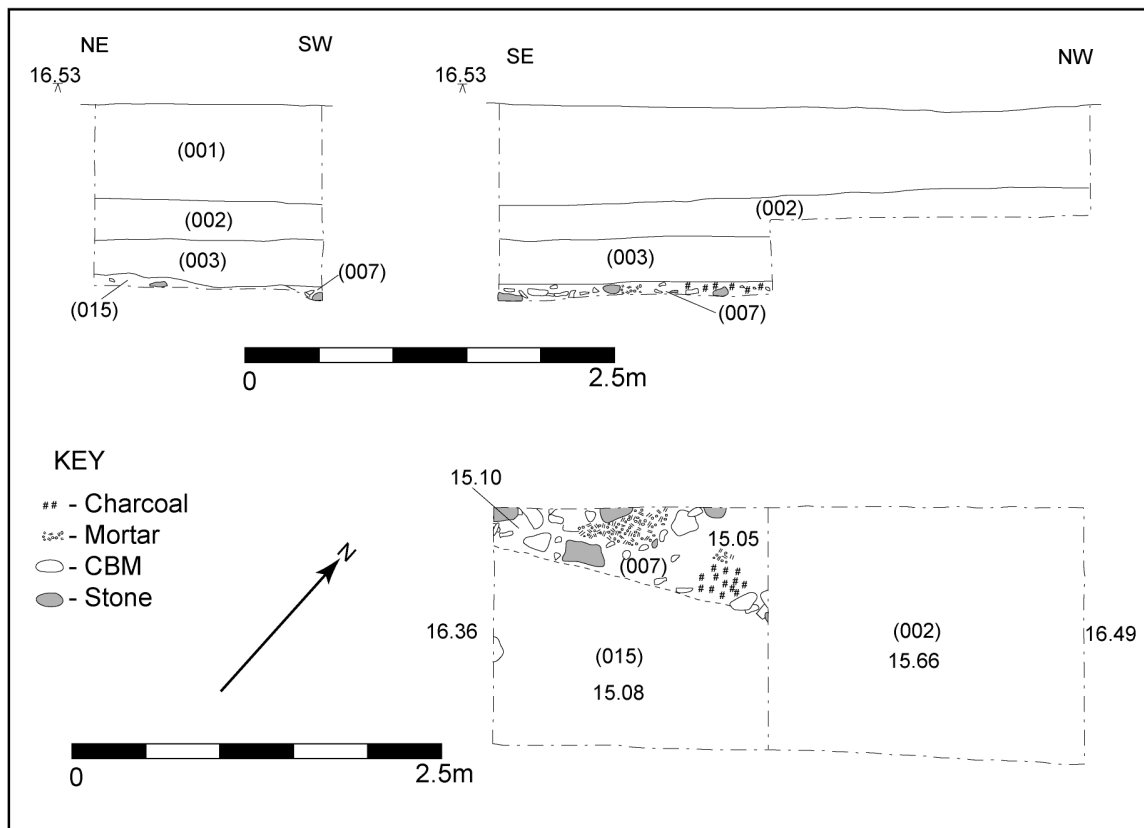 NE
SW
16.53
(001)
(002)
(003)
(015)
(007)
SE
NW
16.53
(002)
(003)
(007)
0
2.5m
KEY
## - Charcoal
- Mortar
- CBM
- Stone
N
0
2.5m
15.10
15.05
(007)
16.36
(015)
15.08
(002)
15.66
16.49